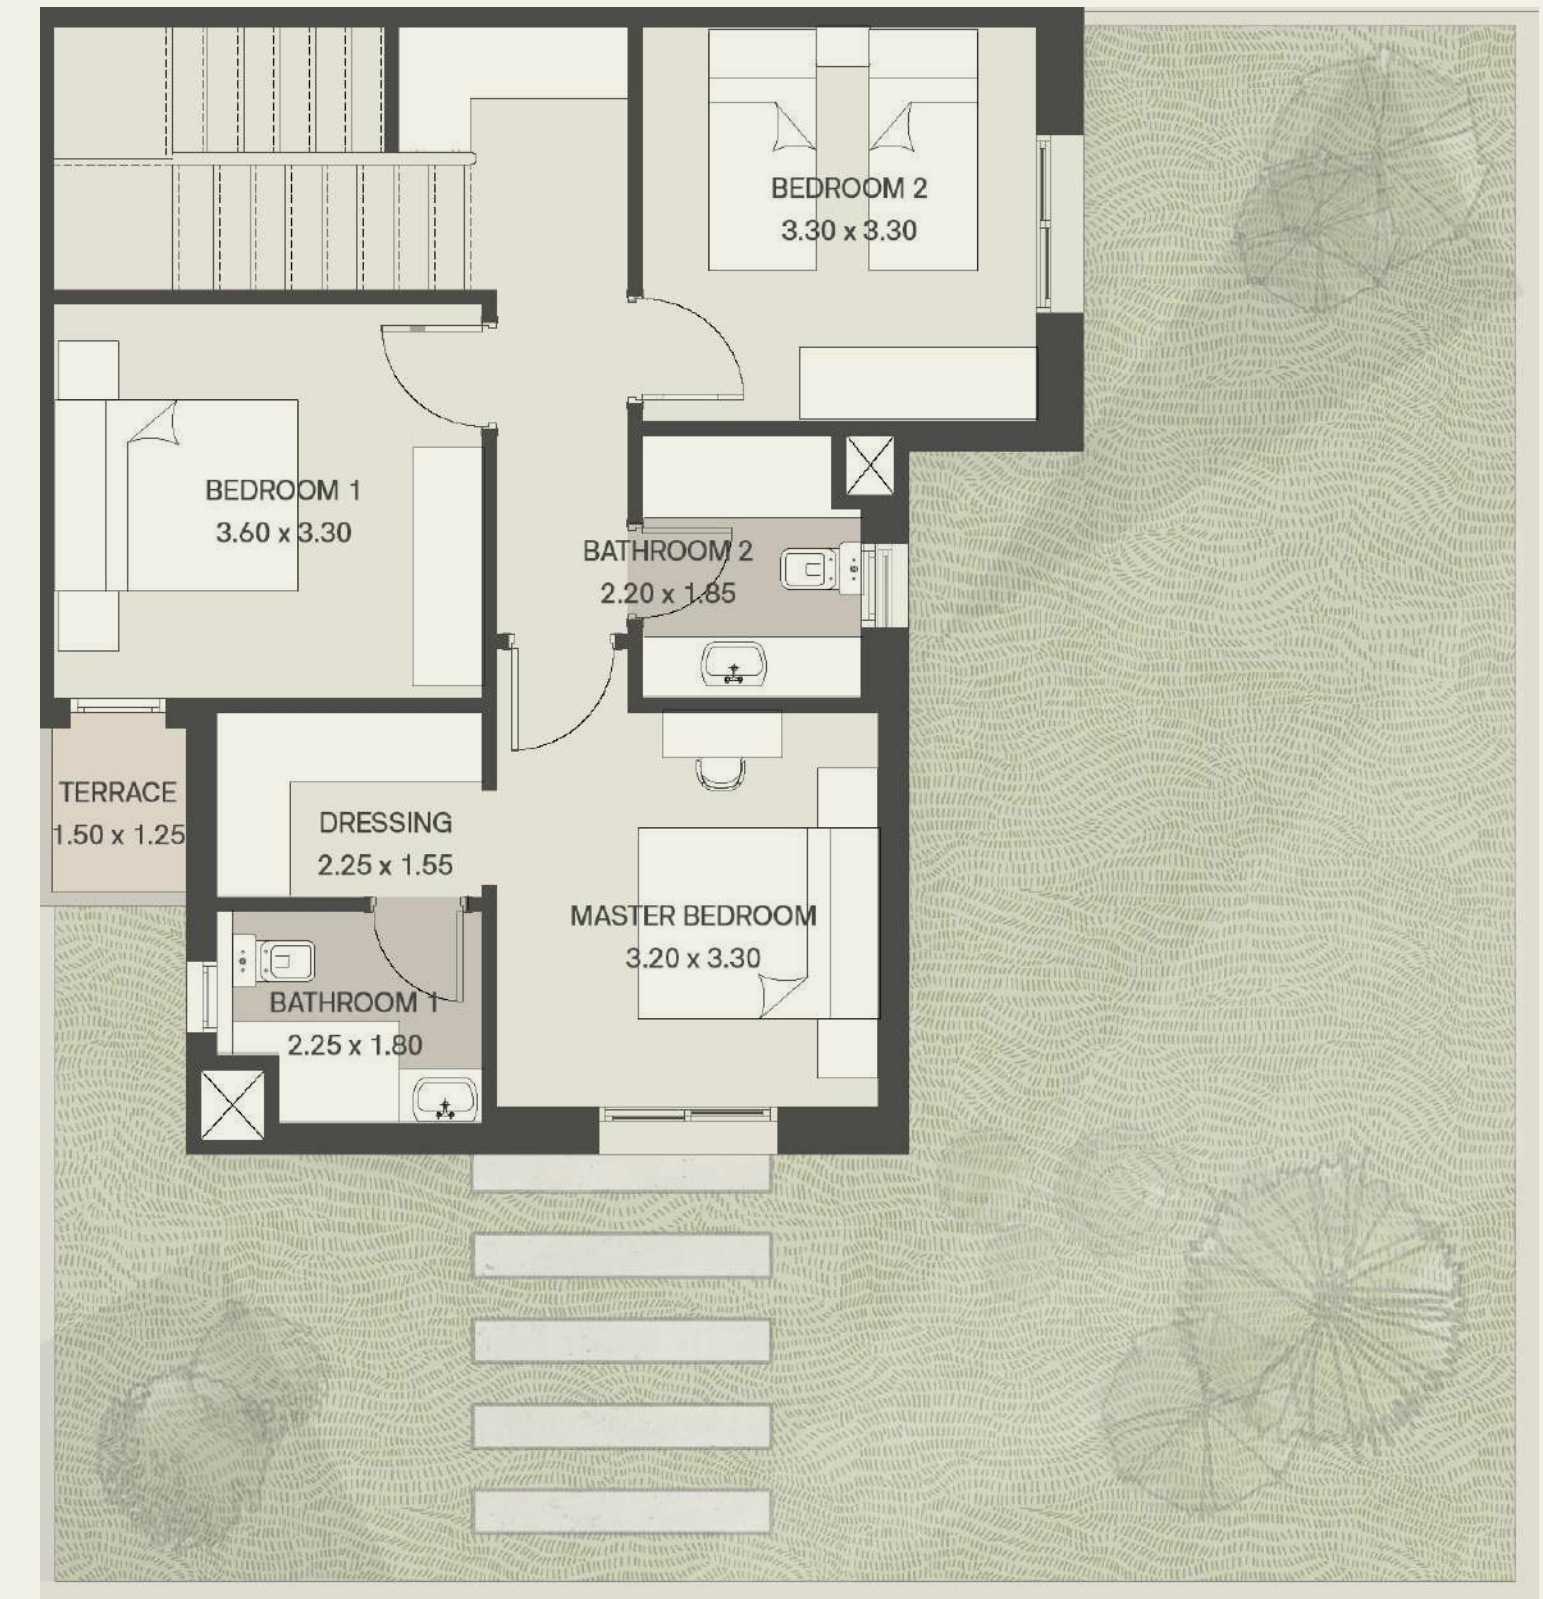 BEDROOM 2
3.30 x 3.30
BEDROOM 1
3.60 x 3.30
BATHROOM 2
2.20 x 1.85
TERRACE
1.50 x 1.25
DRESSING
2.25 x 1.55
MASTER BEDROOM
3.20 x 3.30
BATHROOM 1
2.25 x 1.80